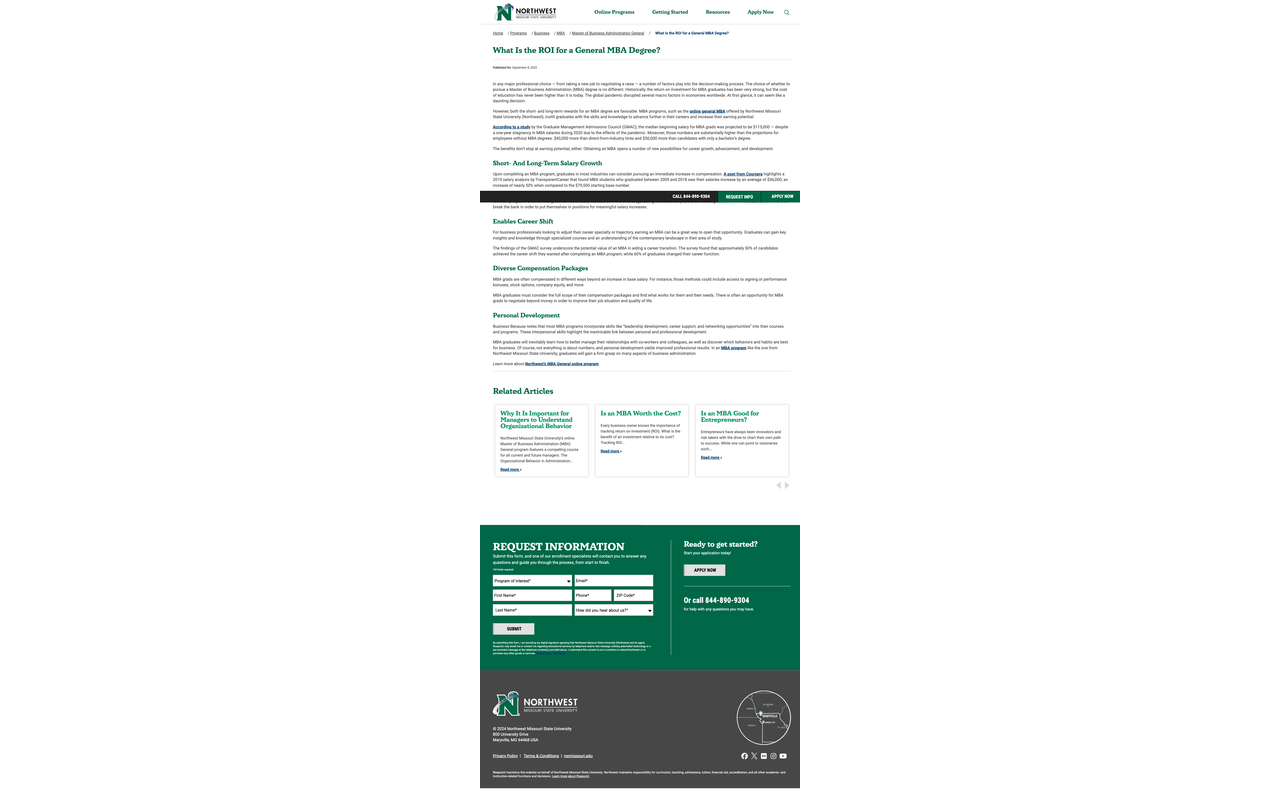 NORTHWEST
MISSOURI STATE UNIVERSITY
Online Programs Getting Started Resources Apply Now
Home / Programs / Business / MBA / Master of Business Administration General / What Is the ROI for a General MBA Degree?
What Is the ROI for a General MBA Degree?
Published On: September 8, 2022
In any major professional choice — from taking a new job to negotiating a raise — a number of factors play into the decision-making process. The choice of whether to
pursue a Master of Business Administration (MBA) degree is no different. Historically, the return on investment for MBA graduates has been very strong, but the cost
of education has never been higher than it is today. The global pandemic disrupted several macro factors in economies worldwide. At first glance, it can seem like a
daunting decision.
However, both the short- and long-term rewards for an MBA degree are favorable. MBA programs, such as the online general MBA offered by Northwest Missouri
State University (Northwest), instill graduates with the skills and knowledge to advance further in their careers and increase their earning potential.
According to a study by the Graduate Management Admissions Council (GMAC), the median beginning salary for MBA grads was projected to be $115,000 — despite
a one-year stagnancy in MBA salaries during 2020 due to the effects of the pandemic. Moreover, those numbers are substantially higher than the projections for
employees without MBA degrees: $40,000 more than direct-from-industry hires and $50,000 more than candidates with only a bachelor's degree.
The benefits don't stop at earning potential, either. Obtaining an MBA opens a number of new possibilities for career growth, advancement, and development.
Short- And Long-Term Salary Growth
Upon completing an MBA program, graduates in most industries can consider pursuing an immediate increase in compensation. A post from Coursera highlights a
2019 salary analysis by TransparentCareer that found MBA students who graduated between 2009 and 2018 saw their salaries increase by an average of $36,000, an
increase of nearly 50% when compared to the $79,500 starting base number.
CALL 844-890-9304 REQUEST INFO APPLY NOW
break the bank in order to put themselves in positions for meaningful salary increases.
Enables Career Shift
For business professionals looking to adjust their career specialty or trajectory, earning an MBA can be a great way to open that opportunity. Graduates can gain key
insights and knowledge through specialized courses and an understanding of the contemporary landscape in their area of study.
The findings of the GMAC survey underscore the potential value of an MBA in aiding a career transition. The survey found that approximately 50% of candidates
achieved the career shift they wanted after completing an MBA program, while 60% of graduates changed their career function.
Diverse Compensation Packages
MBA grads are often compensated in different ways beyond an increase in base salary. For instance, those methods could include access to signing or performance
bonuses, stock options, company equity, and more.
MBA graduates must consider the full scope of their compensation packages and find what works for them and their needs. There is often an opportunity for MBA
grads to negotiate beyond money in order to improve their job situation and quality of life.
Personal Development
Business Because notes that most MBA programs incorporate skills like "leadership development, career support, and networking opportunities" into their courses
and programs. These interpersonal skills highlight the inextricable link between personal and professional development.
MBA graduates will inevitably learn how to better manage their relationships with co-workers and colleagues, as well as discover which behaviors and habits are best
for business. Of course, not everything is about numbers, and personal development yields improved professional results. In an MBA program like the one from
Northwest Missouri State University, graduates will gain a firm grasp on many aspects of business administration.
Learn more about Northwest's MBA General online program.
Related Articles
Why It Is Important for
Managers to Understand
Organizational Behavior
Northwest Missouri State University's online
Master of Business Administration (MBA)
General program features a compelling course
for all current and future managers. The
Organizational Behavior in Administration...
Read more »
Is an MBA Worth the Cost?
Every business owner knows the importance of
tracking return on investment (ROI). What is the
benefit of an investment relative to its cost?
Tracking ROI...
Read more »
Is an MBA Good for
Entrepreneurs?
Entrepreneurs have always been innovators and
risk takers with the drive to chart their own path
to success. While one can point to visionaries
such...
Read more »
REQUEST INFORMATION
Submit this form, and one of our enrollment specialists will contact you to answer any
questions and guide you through the process, from start to finish.
*All fields required.
Program of Interest* Email*
First Name* Phone* ZIP Code*
Last Name* How did you hear about us?*
SUBMIT
Ready to get started?
Start your application today!
APPLY NOW
Or call 844-890-9304
for help with any questions you may have.
NORTHWEST
MISSOURI STATE UNIVERSITY
© 2024 Northwest Missouri State University
800 University Drive
Maryville, MO 64468 USA
MARYVILLE
Privacy Policy | Terms & Conditions | nwmissouri.edu
Risepoint maintains this website on behalf of Northwest Missouri State University. Northwest maintains responsibility for curriculum, teaching, admissions, tuition, financial aid, accreditation, and all other academic- and
instruction-related functions and decisions. Learn more about Risepoint.